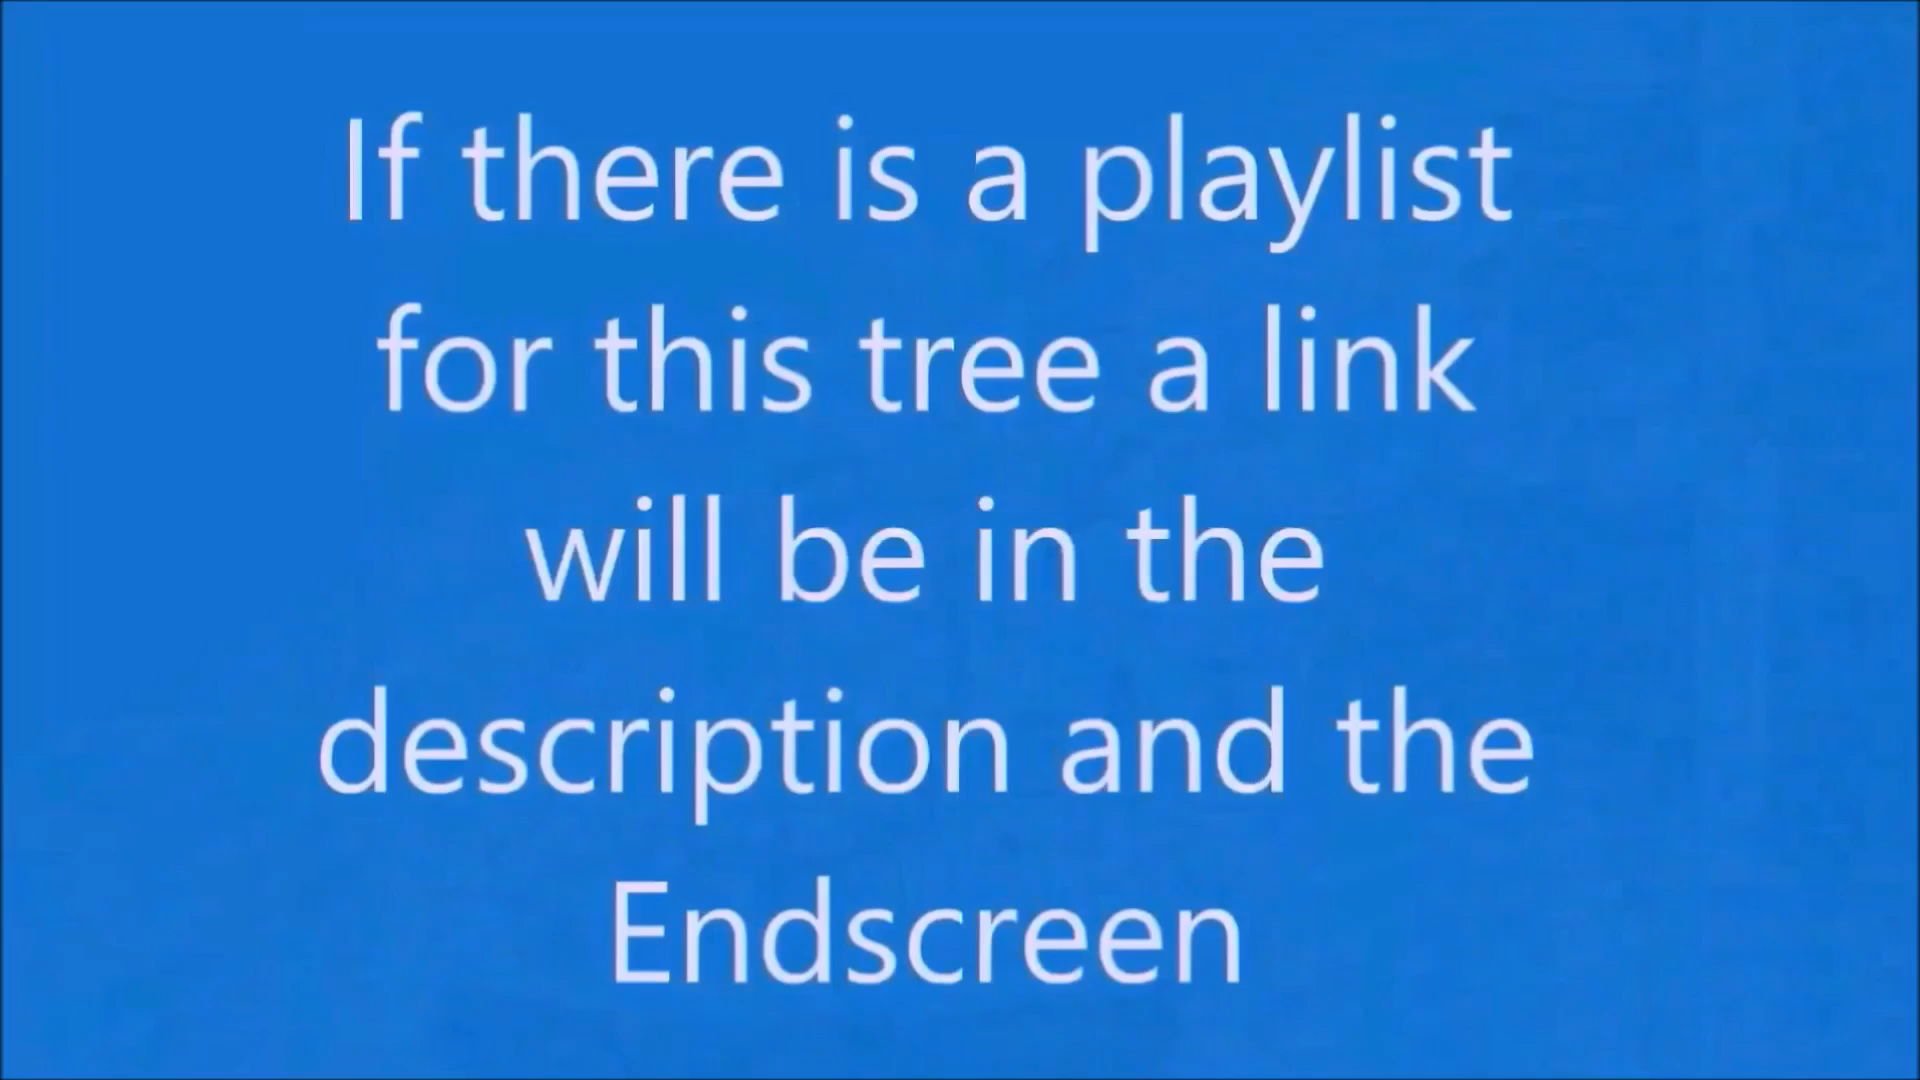 If there is a playlist
for this tree a link
will be in the
description and the
Endscreen